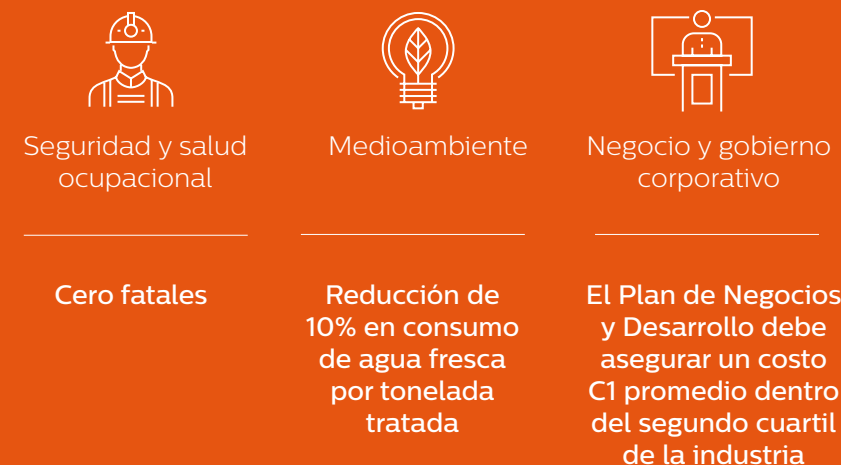 Seguridad y salud
ocupacional
Cero fatales
Medioambiente
Reducción de
10% en consumo
de agua fresca
por tonelada
tratada
Negocio y gobierno
corporativo
El Plan de Negocios
y Desarrollo debe
asegurar un costo
C1 promedio dentro
del segundo cuartil
de la industria